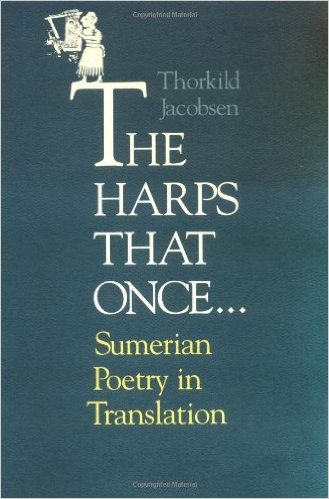 Thorkild
Jacobsen
THE
HARPS
THAT
ONCE...
Sumerian
Poetry in
Translation